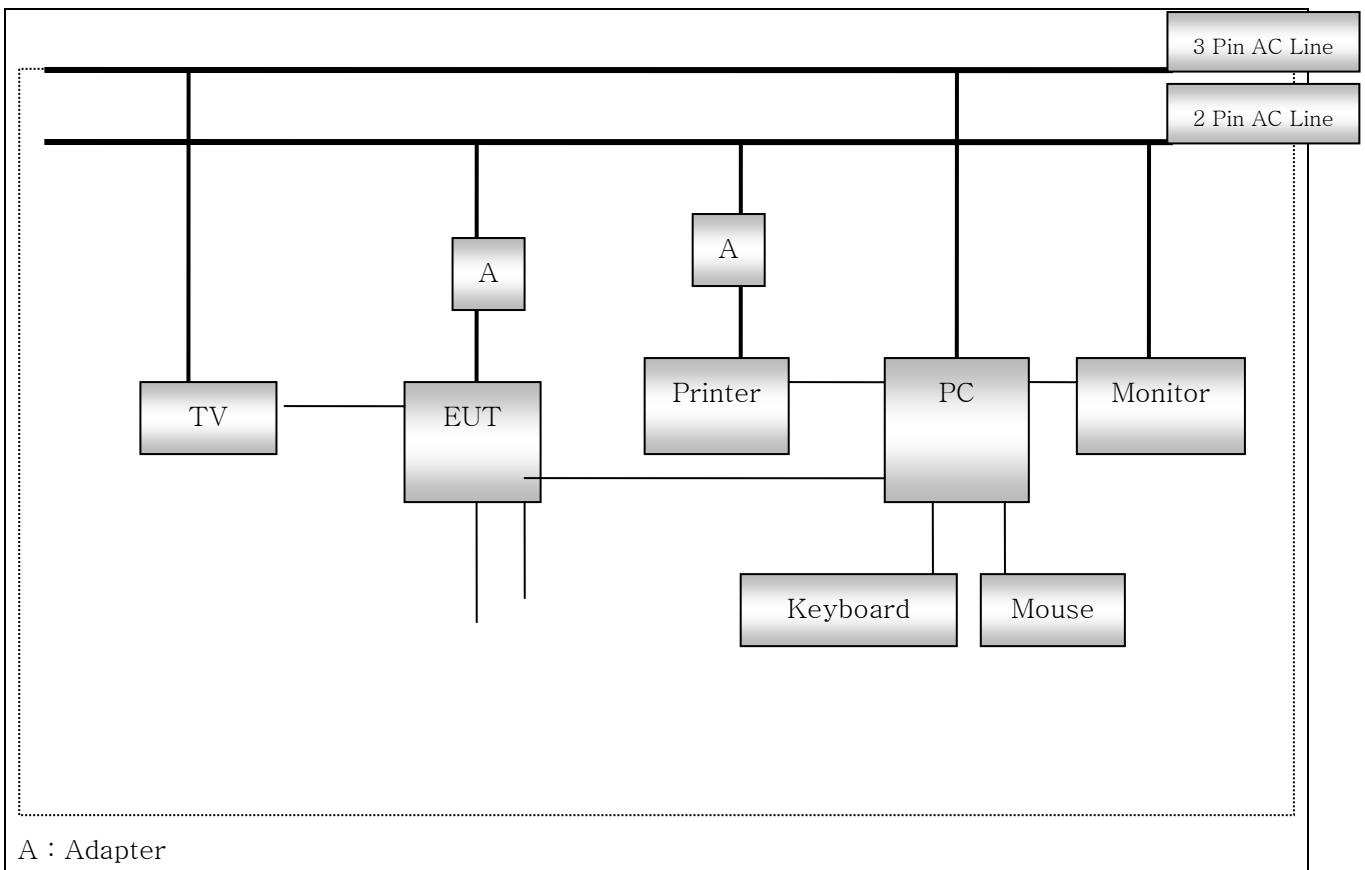 3 Pin AC Line
2 Pin AC Line
A
A
Printer
PC
Monitor
TV
EUT
Keyboard
Mouse
A : Adapter